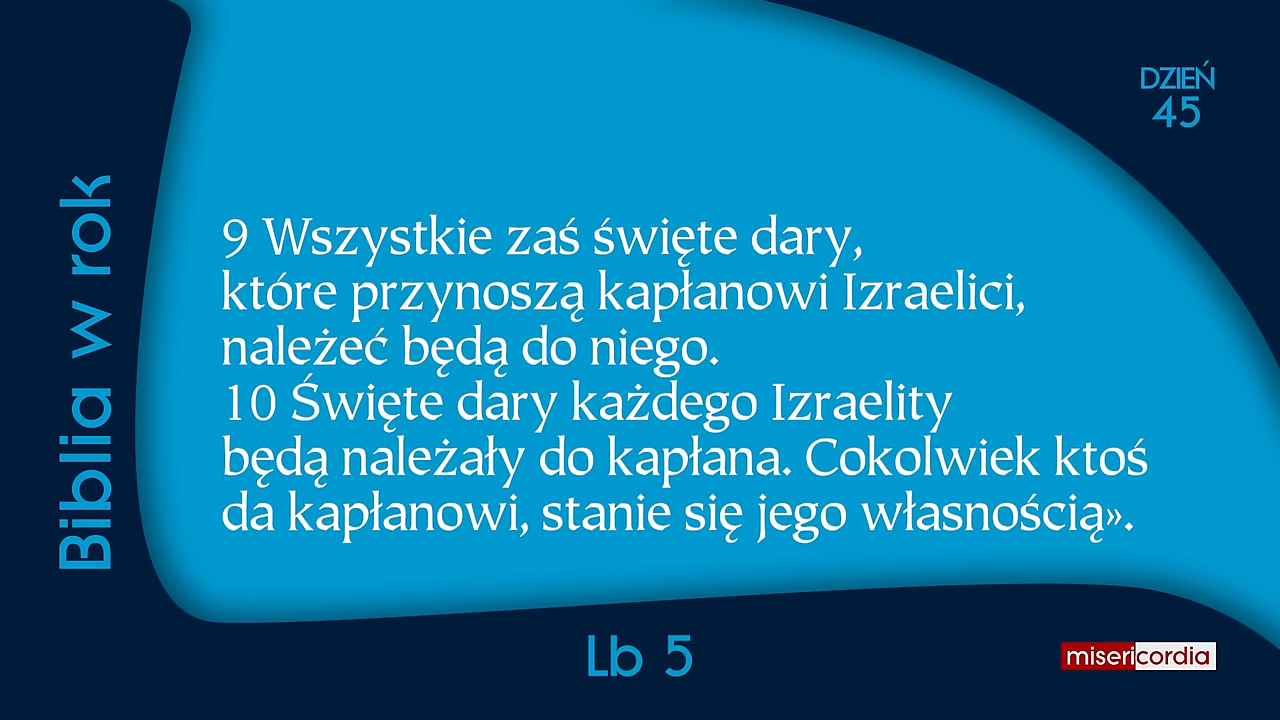 DZIEŃ
45
Biblia w rok
9 Wszystkie zaś święte dary,
które przynoszą kapłanowi Izraelici,
należeć będą do niego.
10 Święte dary każdego Izraelity
będą należały do kapłana. Cokolwiek ktoś
da kapłanowi, stanie się jego własnością».
Lb 5
misericordia